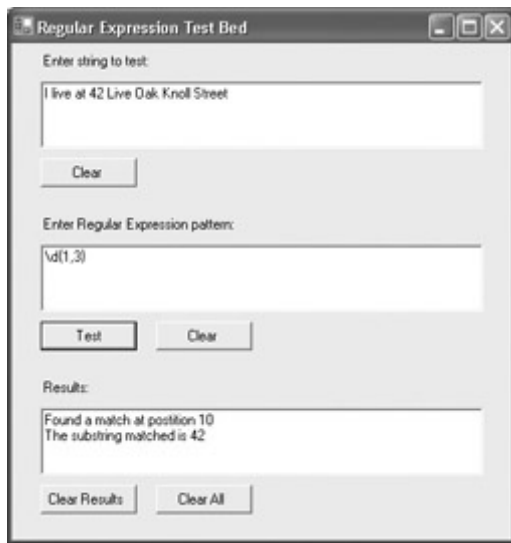 Regular Expression Test Bed
Enter string to test:
I live at 42 Live Oak Knoll Street
Clear
Enter Regular Expression pattern:
\d{1,3}
Test Clear
Results:
Found a match at postition 10
The substring matched is 42
Clear Results Clear All